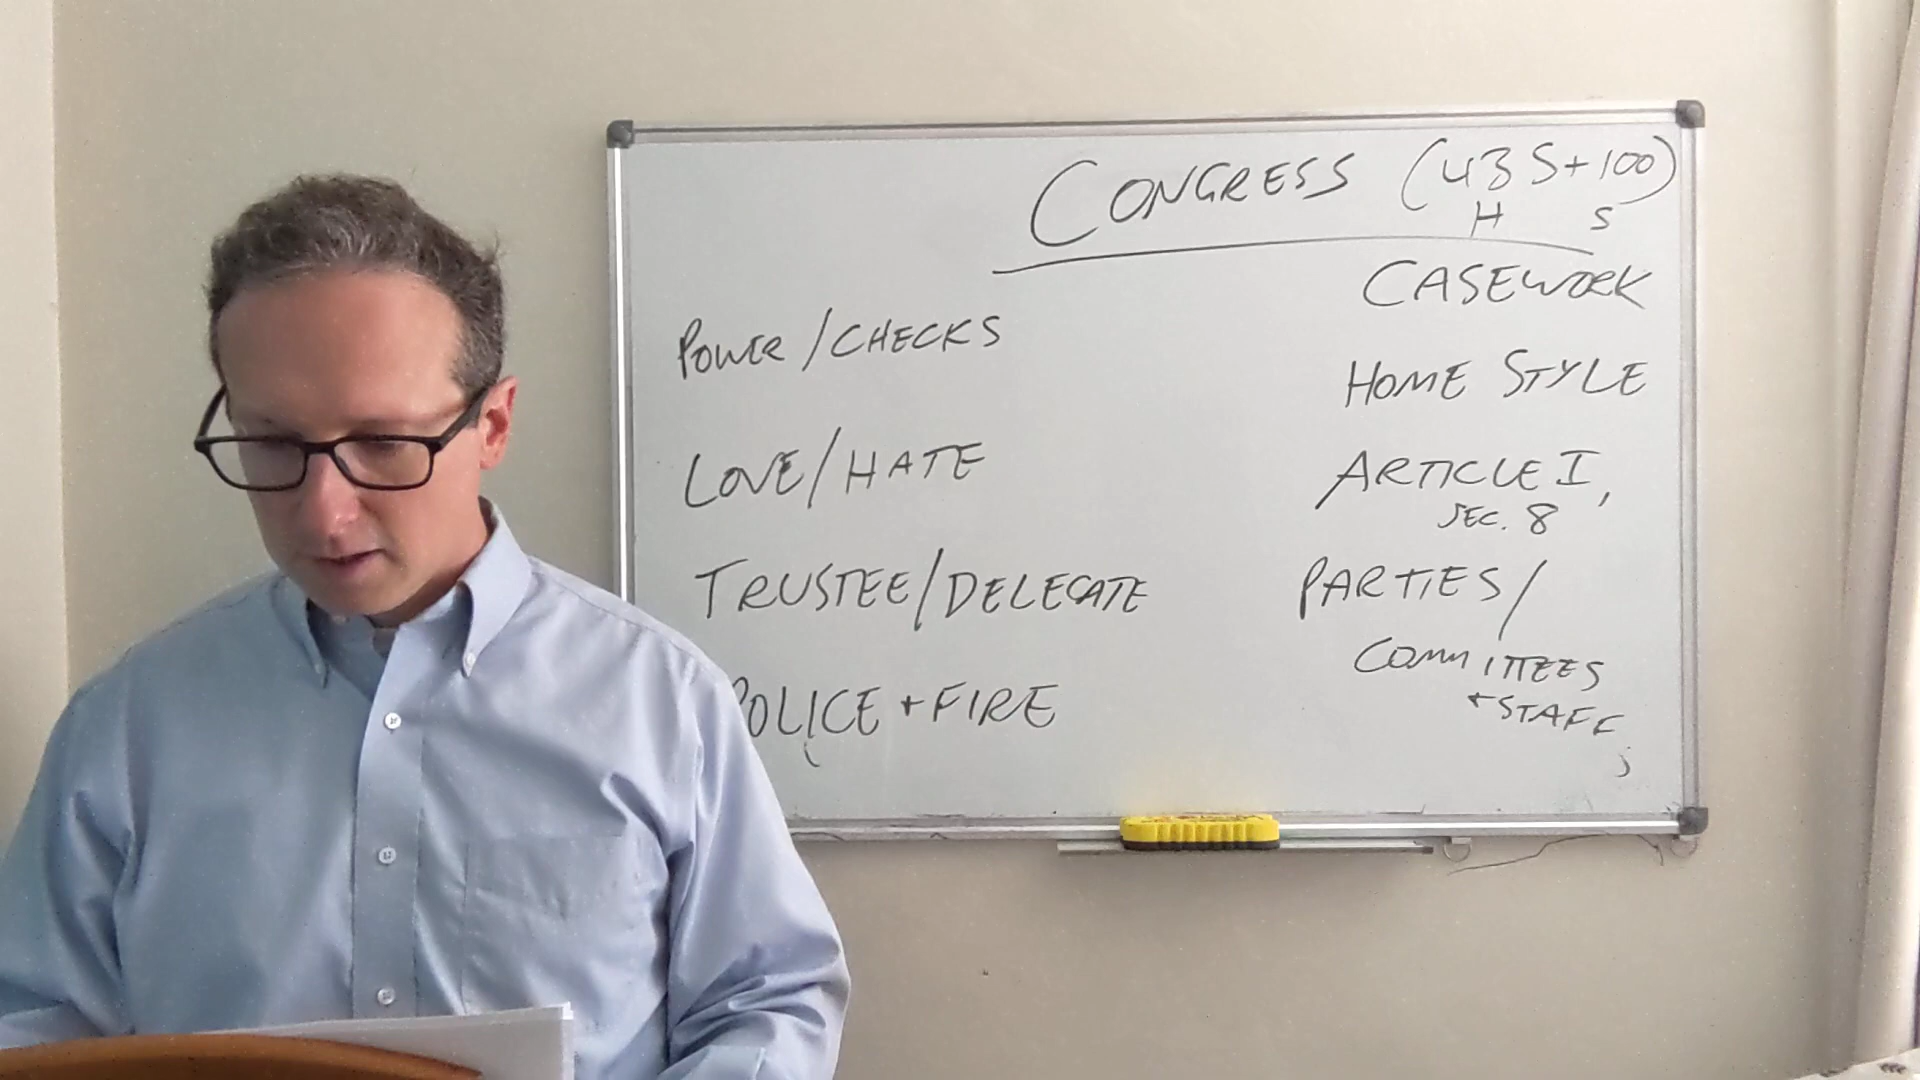 CONGRESS (435+100)
H S
CASEWORK
POWER/CHECKS
HOME STYLE
LOVE/HATE
ARTICLE I,
SEC. 8
TRUSTEE/DELEGATE
PARTIES/
COMMITTEES
+STAFF
POLICE+FIRE